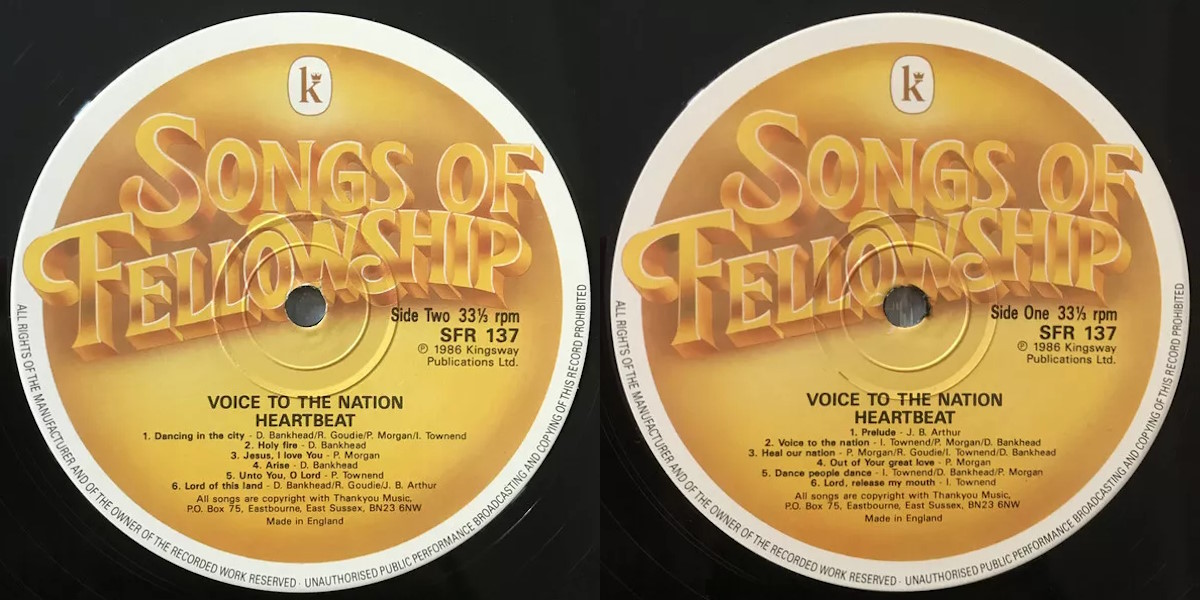 k
SONGS OF
FELLOWSHIP
Side Two 33⅓ rpm
SFR 137
℗ 1986 Kingsway
Publications Ltd.
VOICE TO THE NATION
HEARTBEAT
1. Dancing in the city - D. Bankhead/R. Goudie/P. Morgan/I. Townend
2. Holy fire - D. Bankhead
3. Jesus, I love You - P. Morgan
4. Arise - D. Bankhead
5. Unto You, O Lord - P. Townend
6. Lord of this land - D. Bankhead/R. Goudie/J. B. Arthur
All songs are copyright with Thankyou Music,
P.O. Box 75, Eastbourne, East Sussex, BN23 6NW
Made in England
ALL RIGHTS OF THE MANUFACTURER AND OF THE OWNER OF THE RECORDED WORK RESERVED · UNAUTHORISED PUBLIC PERFORMANCE BROADCASTING AND COPYING OF THIS RECORD PROHIBITED
k
SONGS OF
FELLOWSHIP
Side One 33⅓ rpm
SFR 137
℗ 1986 Kingsway
Publications Ltd.
VOICE TO THE NATION
HEARTBEAT
1. Prelude - J. B. Arthur
2. Voice to the nation - I. Townend/P. Morgan/D. Bankhead
3. Heal our nation - P. Morgan/R. Goudie/I. Townend/D. Bankhead
4. Out of Your great love - P. Morgan
5. Dance people dance - I. Townend/D. Bankhead/P. Morgan
6. Lord, release my mouth - I. Townend
All songs are copyright with Thankyou Music,
P.O. Box 75, Eastbourne, East Sussex, BN23 6NW
Made in England
ALL RIGHTS OF THE MANUFACTURER AND OF THE OWNER OF THE RECORDED WORK RESERVED · UNAUTHORISED PUBLIC PERFORMANCE BROADCASTING AND COPYING OF THIS RECORD PROHIBITED